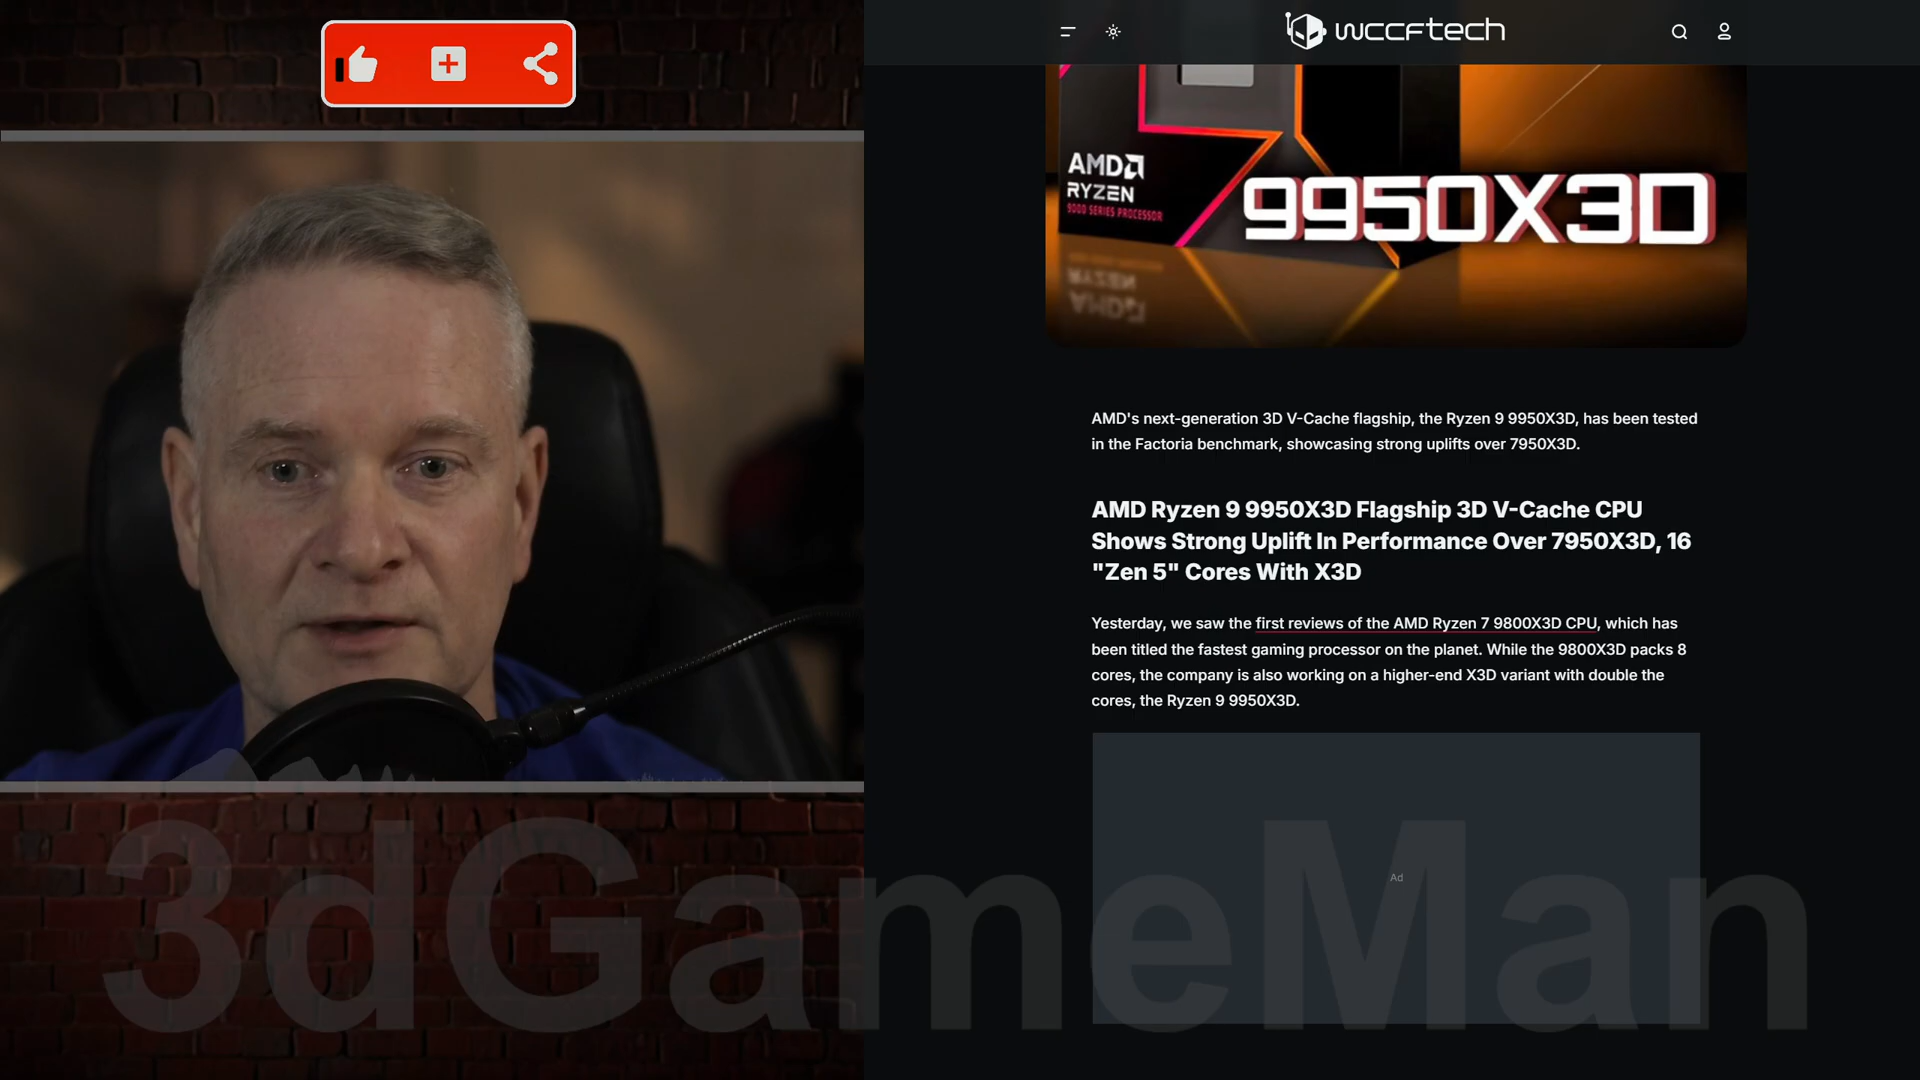 wccftech
AMD
RYZEN
9000 SERIES PROCESSOR
9950X3D
RYZEN
AMD
AMD's next-generation 3D V-Cache flagship, the Ryzen 9 9950X3D, has been tested
in the Factoria benchmark, showcasing strong uplifts over 7950X3D.
AMD Ryzen 9 9950X3D Flagship 3D V-Cache CPU
Shows Strong Uplift In Performance Over 7950X3D, 16
"Zen 5" Cores With X3D
Yesterday, we saw the first reviews of the AMD Ryzen 7 9800X3D CPU, which has
been titled the fastest gaming processor on the planet. While the 9800X3D packs 8
cores, the company is also working on a higher-end X3D variant with double the
cores, the Ryzen 9 9950X3D.
Ad
3dGameMan